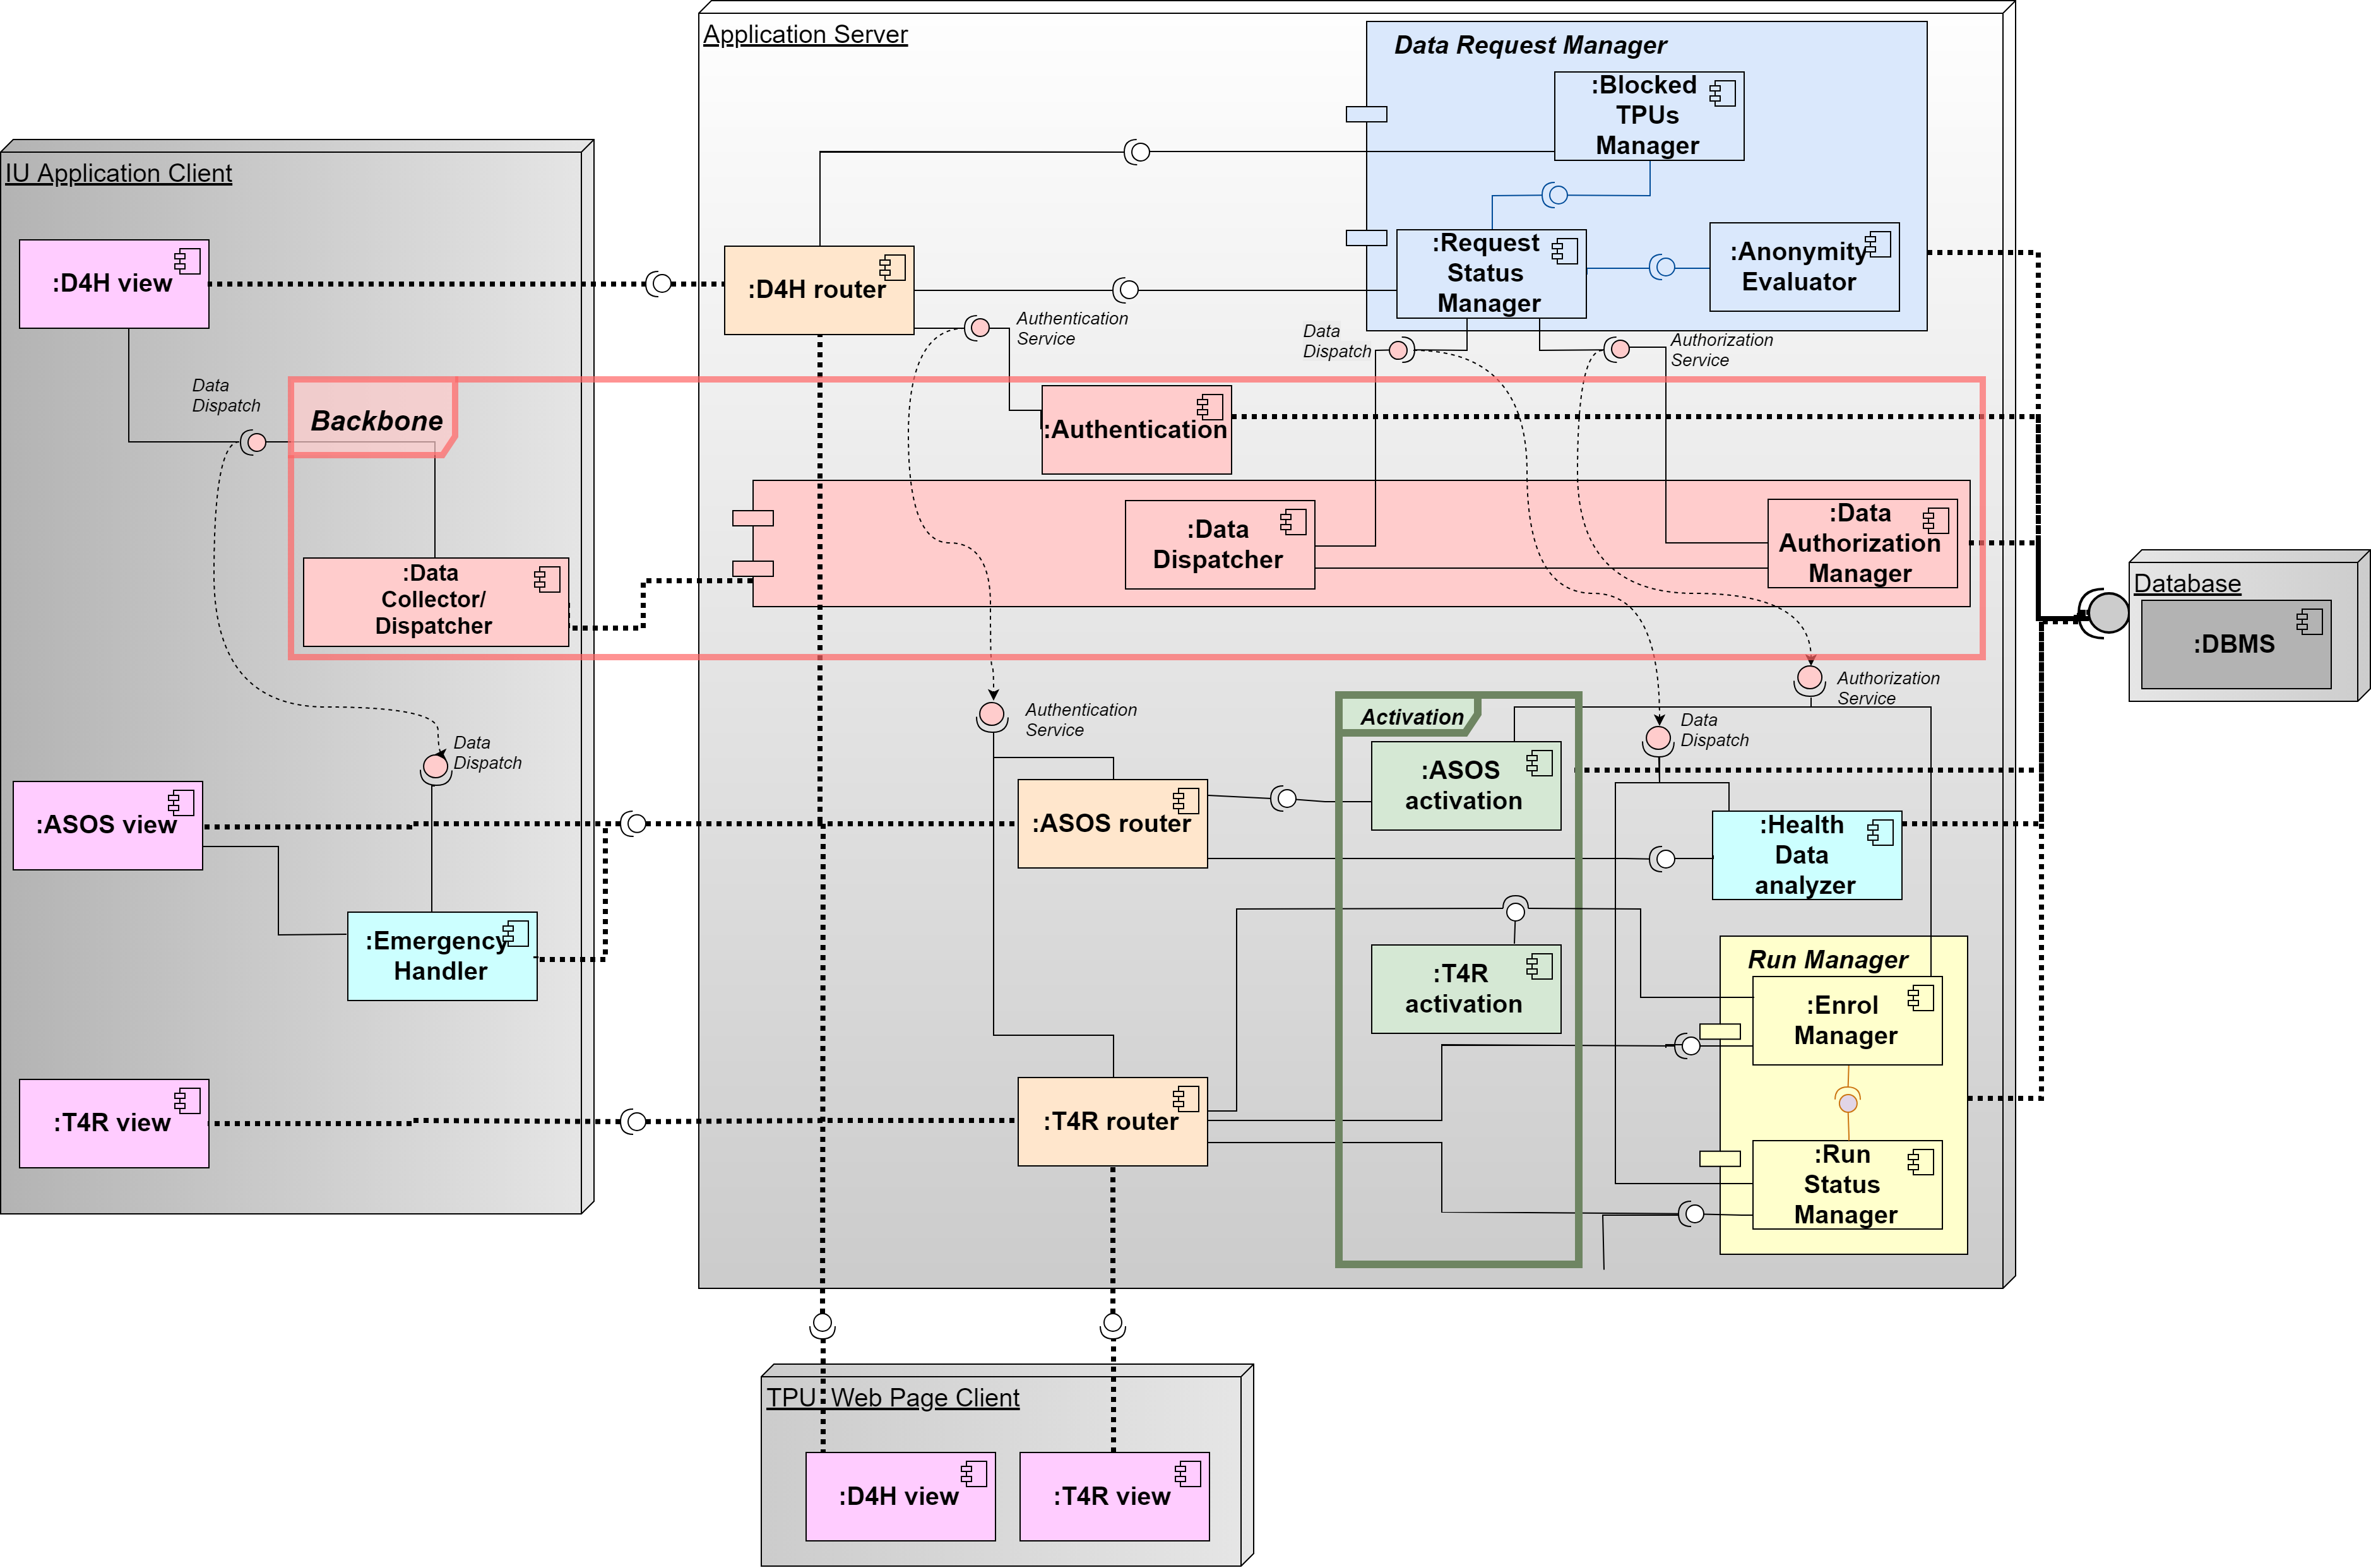 Application Server
Data Request Manager
:Blocked
TPUs
Manager
IU Application Client
:D4H view
:D4H router
:Request
Status
Manager
:Anonymity
Evaluator
Authentication
Service
Data
Dispatch
Authorization
Service
Data
Dispatch
Backbone
:Authentication
:Data
Dispatcher
:Data
Authorization
Manager
:Data
Collector/
Dispatcher
Database
:DBMS
Authentication
Service
Activation
Data
Dispatch
Authorization
Service
Data
Dispatch
:ASOS view
:ASOS router
:ASOS
activation
:Health
Data
analyzer
:Emergency
Handler
:T4R
activation
Run Manager
:Enrol
Manager
:T4R view
:T4R router
:Run
Status
Manager
TPU Web Page Client
:D4H view
:T4R view